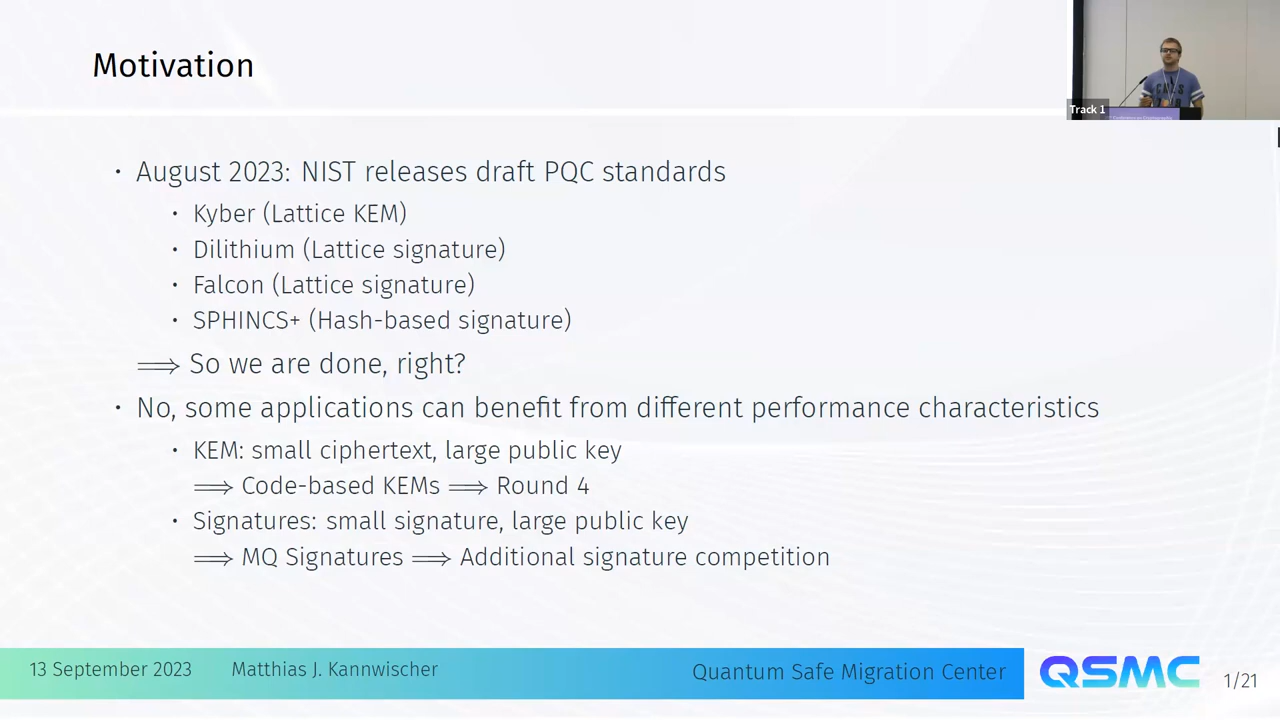 Motivation
Track 1
· August 2023: NIST releases draft PQC standards
· Kyber (Lattice KEM)
· Dilithium (Lattice signature)
· Falcon (Lattice signature)
· SPHINCS+ (Hash-based signature)
⟹ So we are done, right?
· No, some applications can benefit from different performance characteristics
· KEM: small ciphertext, large public key
⟹ Code-based KEMs ⟹ Round 4
· Signatures: small signature, large public key
⟹ MQ Signatures ⟹ Additional signature competition
13 September 2023 Matthias J. Kannwischer Quantum Safe Migration Center QSMC 1/21